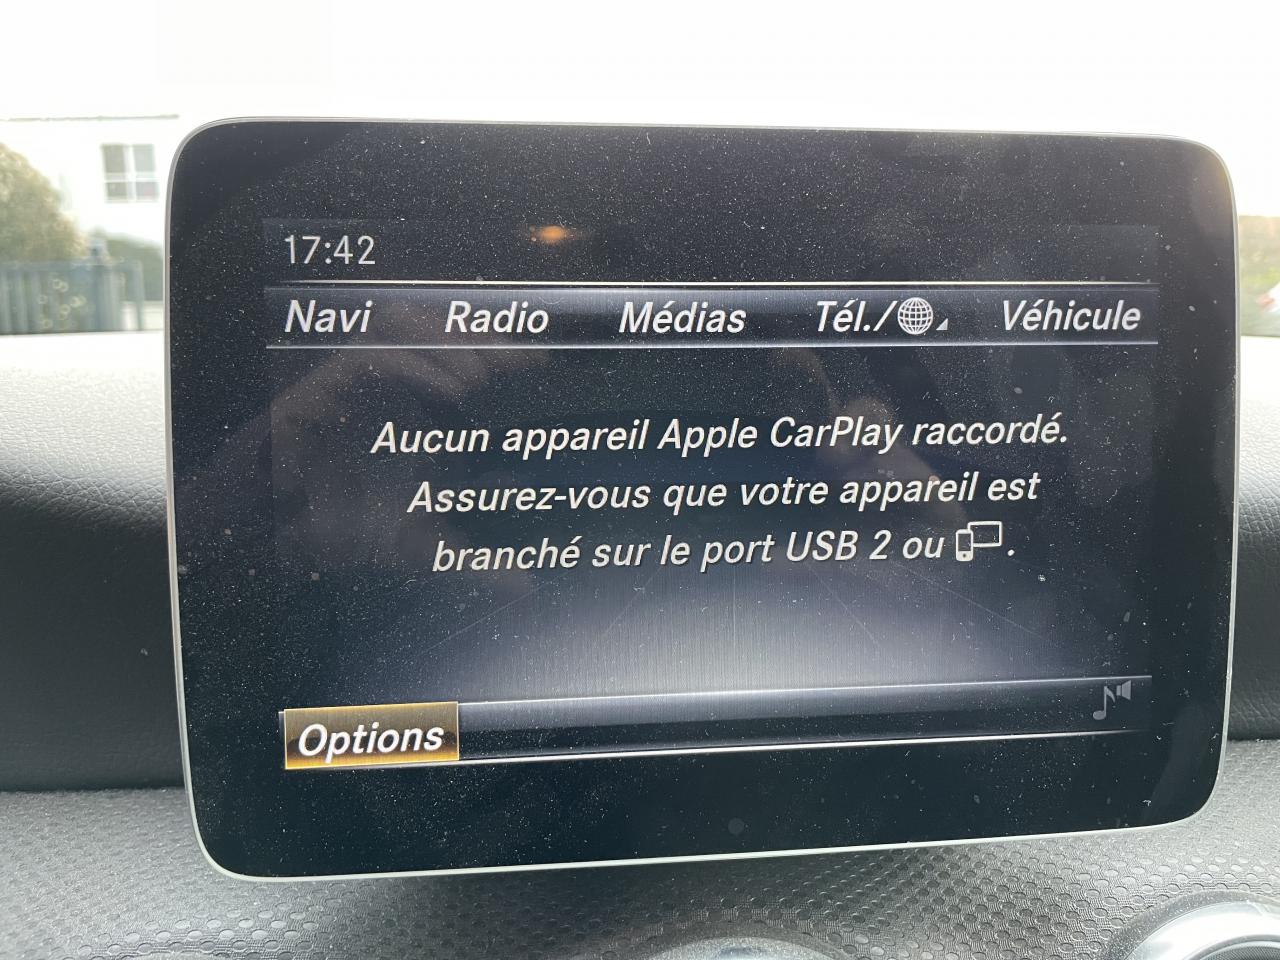 17:42
Navi Radio Médias Tél./ Véhicule
Aucun appareil Apple CarPlay raccordé.
Assurez-vous que votre appareil est
branché sur le port USB 2 ou .
Options